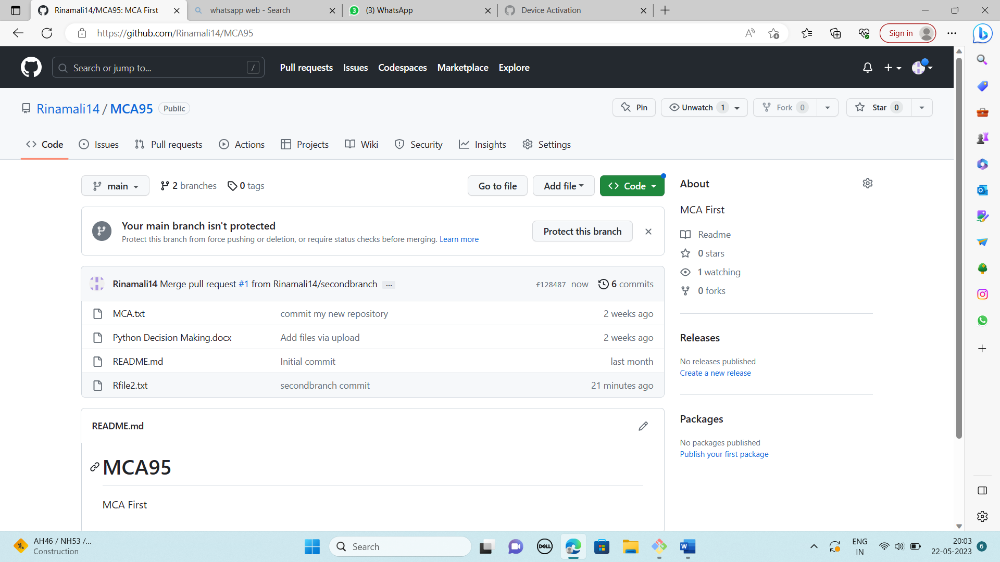 Rinamali14/MCA95: MCA First
whatsapp web - Search
3 (3) WhatsApp
Device Activation
https://github.com/Rinamali14/MCA95
Sign in
Search or jump to... /
Pull requests Issues Codespaces Marketplace Explore
Rinamali14 / MCA95 Public
Pin Unwatch 1 Fork 0 Star 0
Code Issues Pull requests Actions Projects Wiki Security Insights Settings
main 2 branches 0 tags
Go to file Add file Code
Your main branch isn't protected
Protect this branch from force pushing or deletion, or require status checks before merging. Learn more
Protect this branch
Rinamali14 Merge pull request #1 from Rinamali14/secondbranch ... f128487 now 6 commits
MCA.txt commit my new repository 2 weeks ago
Python Decision Making.docx Add files via upload 2 weeks ago
README.md Initial commit last month
Rfile2.txt secondbranch commit 21 minutes ago
README.md
MCA95
MCA First
About
MCA First
Readme
0 stars
1 watching
0 forks
Releases
No releases published
Create a new release
Packages
No packages published
Publish your first package
AH46 / NH53 /...
Construction
Search
DELL
ENG
IN
20:03
22-05-2023
6